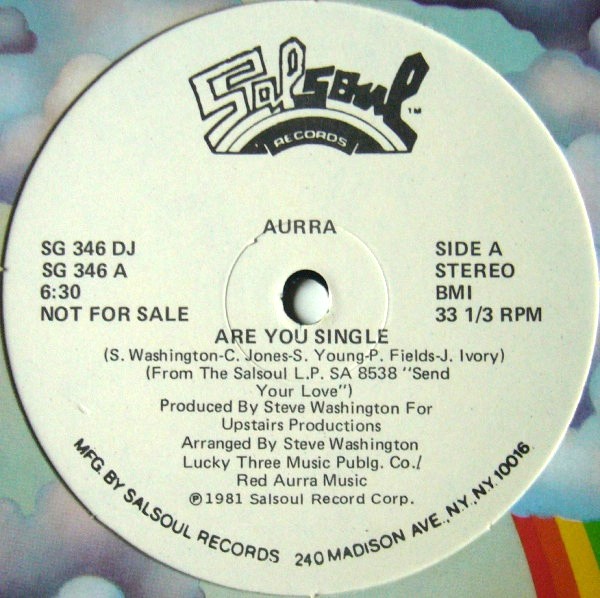 Salsoul™
RECORDS
AURRA
SG 346 DJ
SG 346 A
6:30
NOT FOR SALE
SIDE A
STEREO
BMI
33 1/3 RPM
ARE YOU SINGLE
(S. Washington-C. Jones-S. Young-P. Fields-J. Ivory)
(From The Salsoul L.P. SA 8538 "Send
Your Love")
Produced By Steve Washington For
Upstairs Productions
Arranged By Steve Washington
Lucky Three Music Publg. Co./
Red Aurra Music
℗1981 Salsoul Record Corp.
MFG. BY SALSOUL RECORDS 240 MADISON AVE., NY, NY. 10016